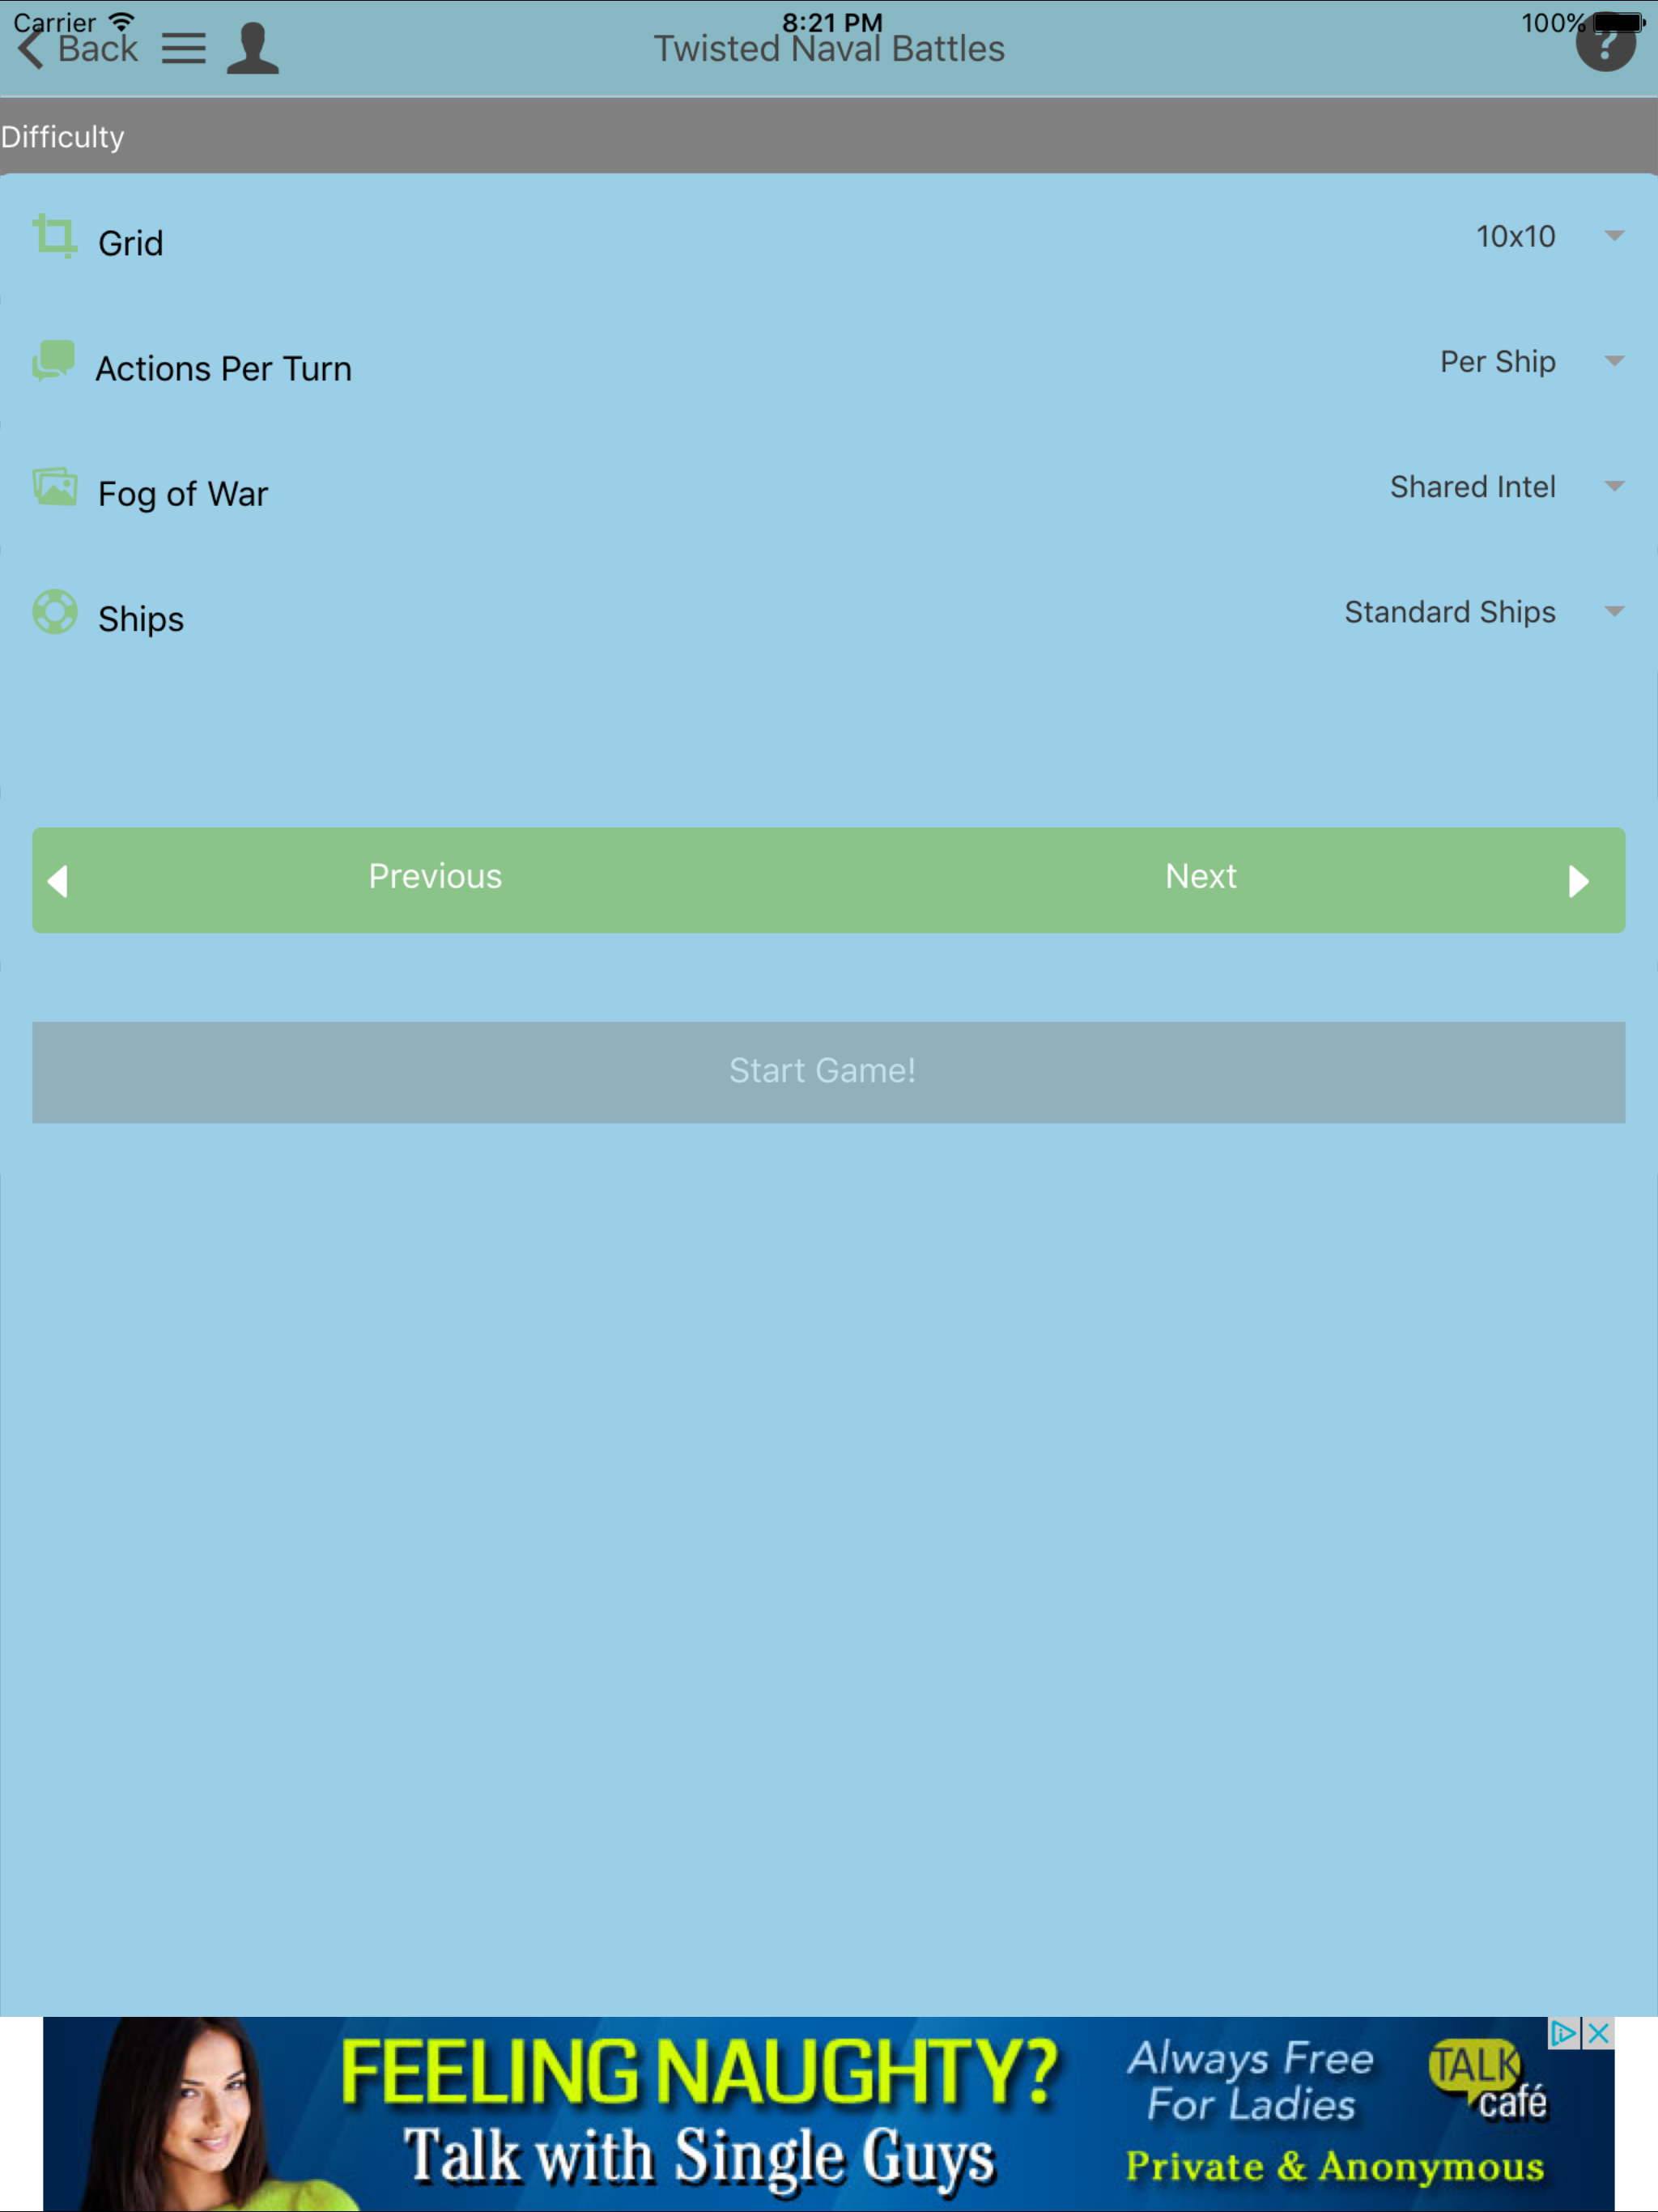 Carrier 8:21 PM 100%
Back Twisted Naval Battles ?
Difficulty
Grid 10x10
Actions Per Turn Per Ship
Fog of War Shared Intel
Ships Standard Ships
Previous Next
Start Game!
FEELING NAUGHTY?
Talk with Single Guys
Always Free
For Ladies
TALK
café
Private & Anonymous